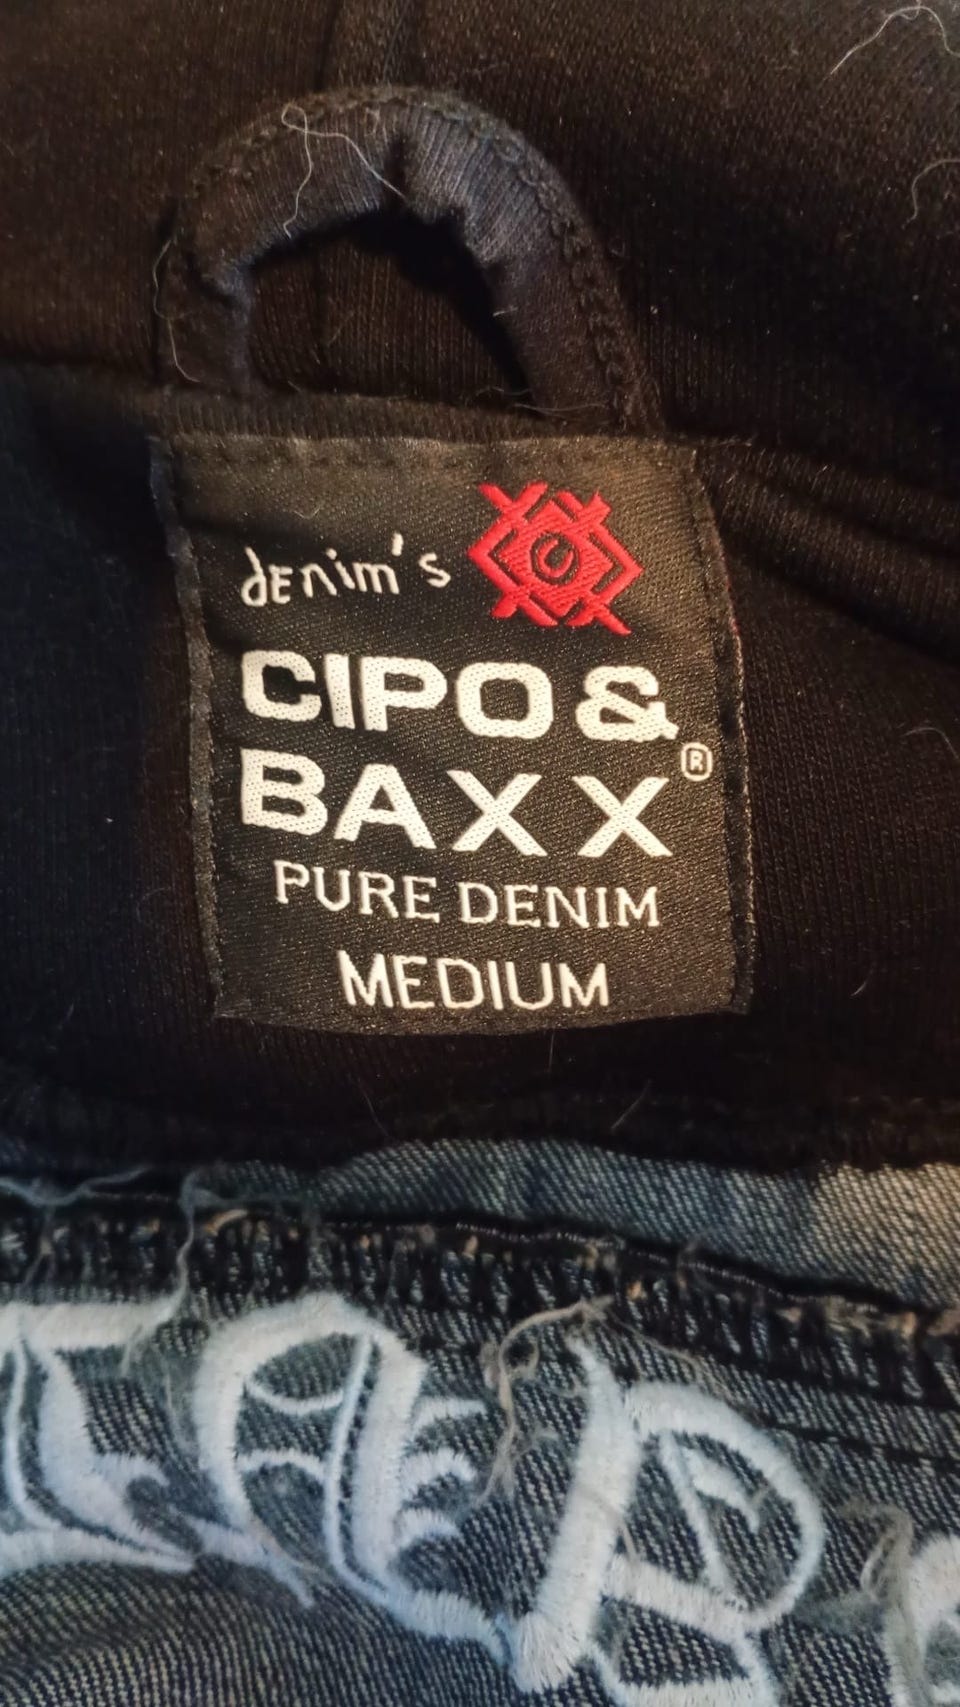 denim's
CIPO &
BAXX®
PURE DENIM
MEDIUM